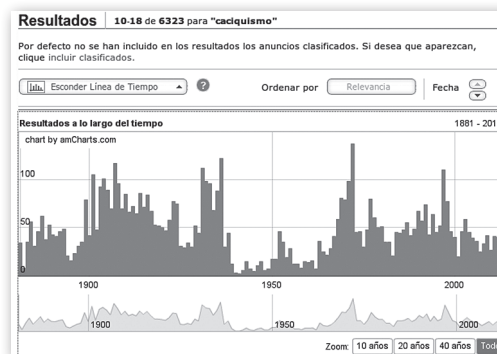 Resultados 10-18 de 6323 para "caciquismo"
Por defecto no se han incluido en los resultados los anuncios clasificados. Si desea que aparezcan,
clique incluir clasificados.
Esconder Línea de Tiempo ? Ordenar por Relevancia Fecha
Resultados a lo largo del tiempo 1881 - 201
chart by amCharts.com
100
50
0
1900 1950 2000
1900 1950 2000
Zoom: 10 años 20 años 40 años Todo